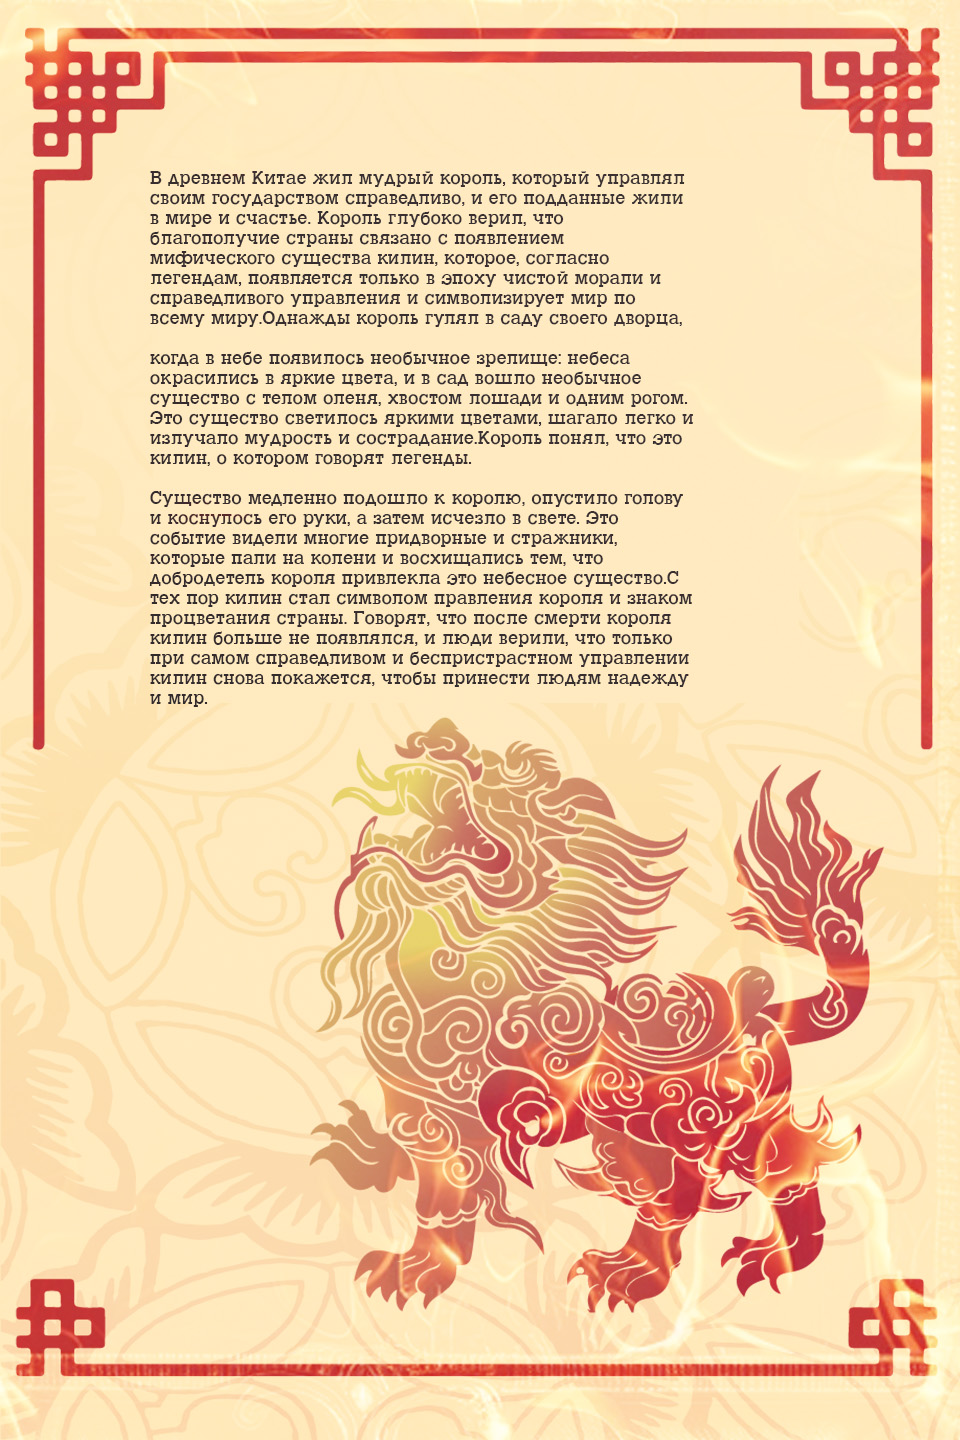 В древнем Китае жил мудрый король, который управлял
своим государством справедливо, и его подданные жили
в мире и счастье. Король глубоко верил, что
благополучие страны связано с появлением
мифического существа килин, которое, согласно
легендам, появляется только в эпоху чистой морали и
справедливого управления и символизирует мир по
всему миру.Однажды король гулял в саду своего дворца,
когда в небе появилось необычное зрелище: небеса
окрасились в яркие цвета, и в сад вошло необычное
существо с телом оленя, хвостом лошади и одним рогом.
Это существо светилось яркими цветами, шагало легко и
излучало мудрость и сострадание.Король понял, что это
килин, о котором говорят легенды.
Существо медленно подошло к королю, опустило голову
и коснулось его руки, а затем исчезло в свете. Это
событие видели многие придворные и стражники,
которые пали на колени и восхищались тем, что
добродетель короля привлекла это небесное существо.С
тех пор килин стал символом правления короля и знаком
процветания страны. Говорят, что после смерти короля
килин больше не появлялся, и люди верили, что только
при самом справедливом и беспристрастном управлении
килин снова покажется, чтобы принести людям надежду
и мир.